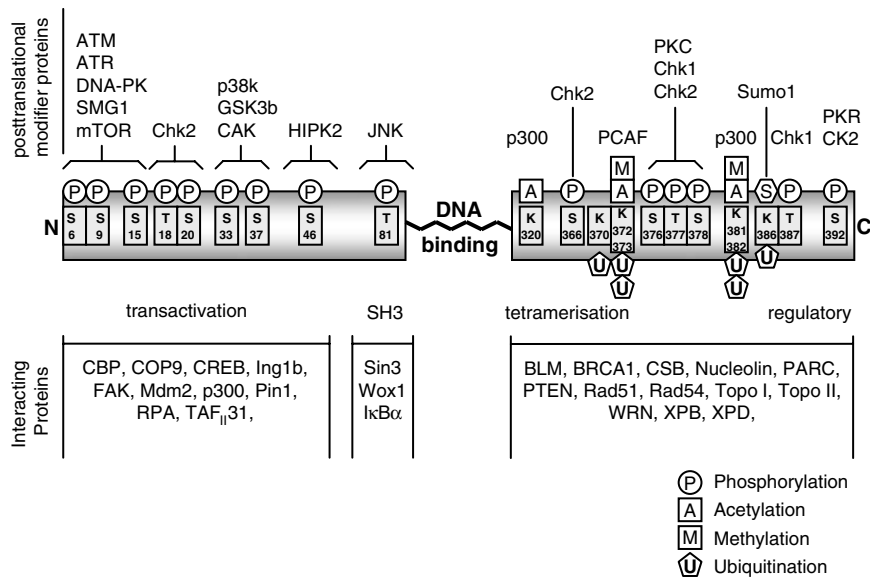 posttranslational
modifier proteins
ATM
ATR
DNA-PK
SMG1
mTOR
Chk2
p38k
GSK3b
CAK
HIPK2
JNK
p300
Chk2
PCAF
PKC
Chk1
Chk2
p300
Sumo1
Chk1
PKR
CK2
P P P P P P P P P A P M A P P P M A S P P
N
S 6
S 9
S 15
T 18
S 20
S 33
S 37
S 46
T 81
DNA
binding
K 320
S 366
K 370
K 372 373
S 376
T 377
S 378
K 381 382
K 386
T 387
S 392
C
U U U U U U
transactivation
SH3
tetramerisation
regulatory
Interacting
Proteins
CBP, COP9, CREB, Ing1b,
FAK, Mdm2, p300, Pin1,
RPA, TAFII31,
Sin3
Wox1
IκBα
BLM, BRCA1, CSB, Nucleolin, PARC,
PTEN, Rad51, Rad54, Topo I, Topo II,
WRN, XPB, XPD,
P Phosphorylation
A Acetylation
M Methylation
U Ubiquitination